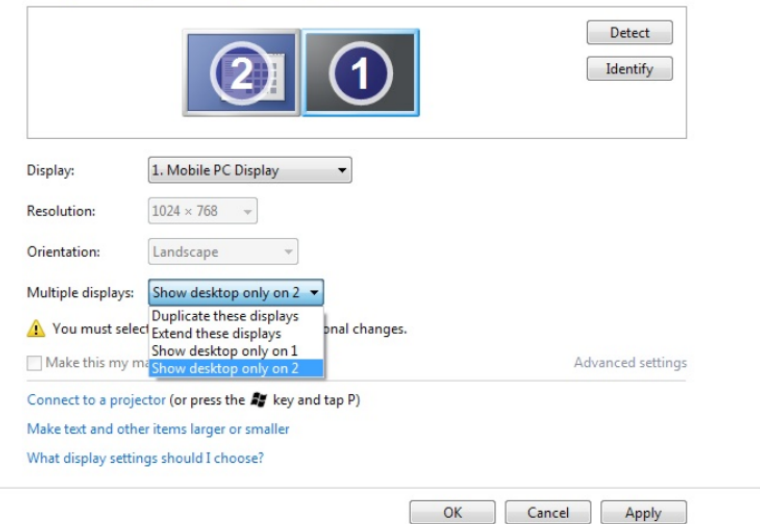 2
1
Detect
Identify
Display:
1. Mobile PC Display
Resolution:
1024 × 768
Orientation:
Landscape
Multiple displays:
Show desktop only on 2
Duplicate these displays
Extend these displays
Show desktop only on 1
Show desktop only on 2
You must select onal changes.
Make this my ma
Advanced settings
Connect to a projector (or press the key and tap P)
Make text and other items larger or smaller
What display settings should I choose?
OK
Cancel
Apply